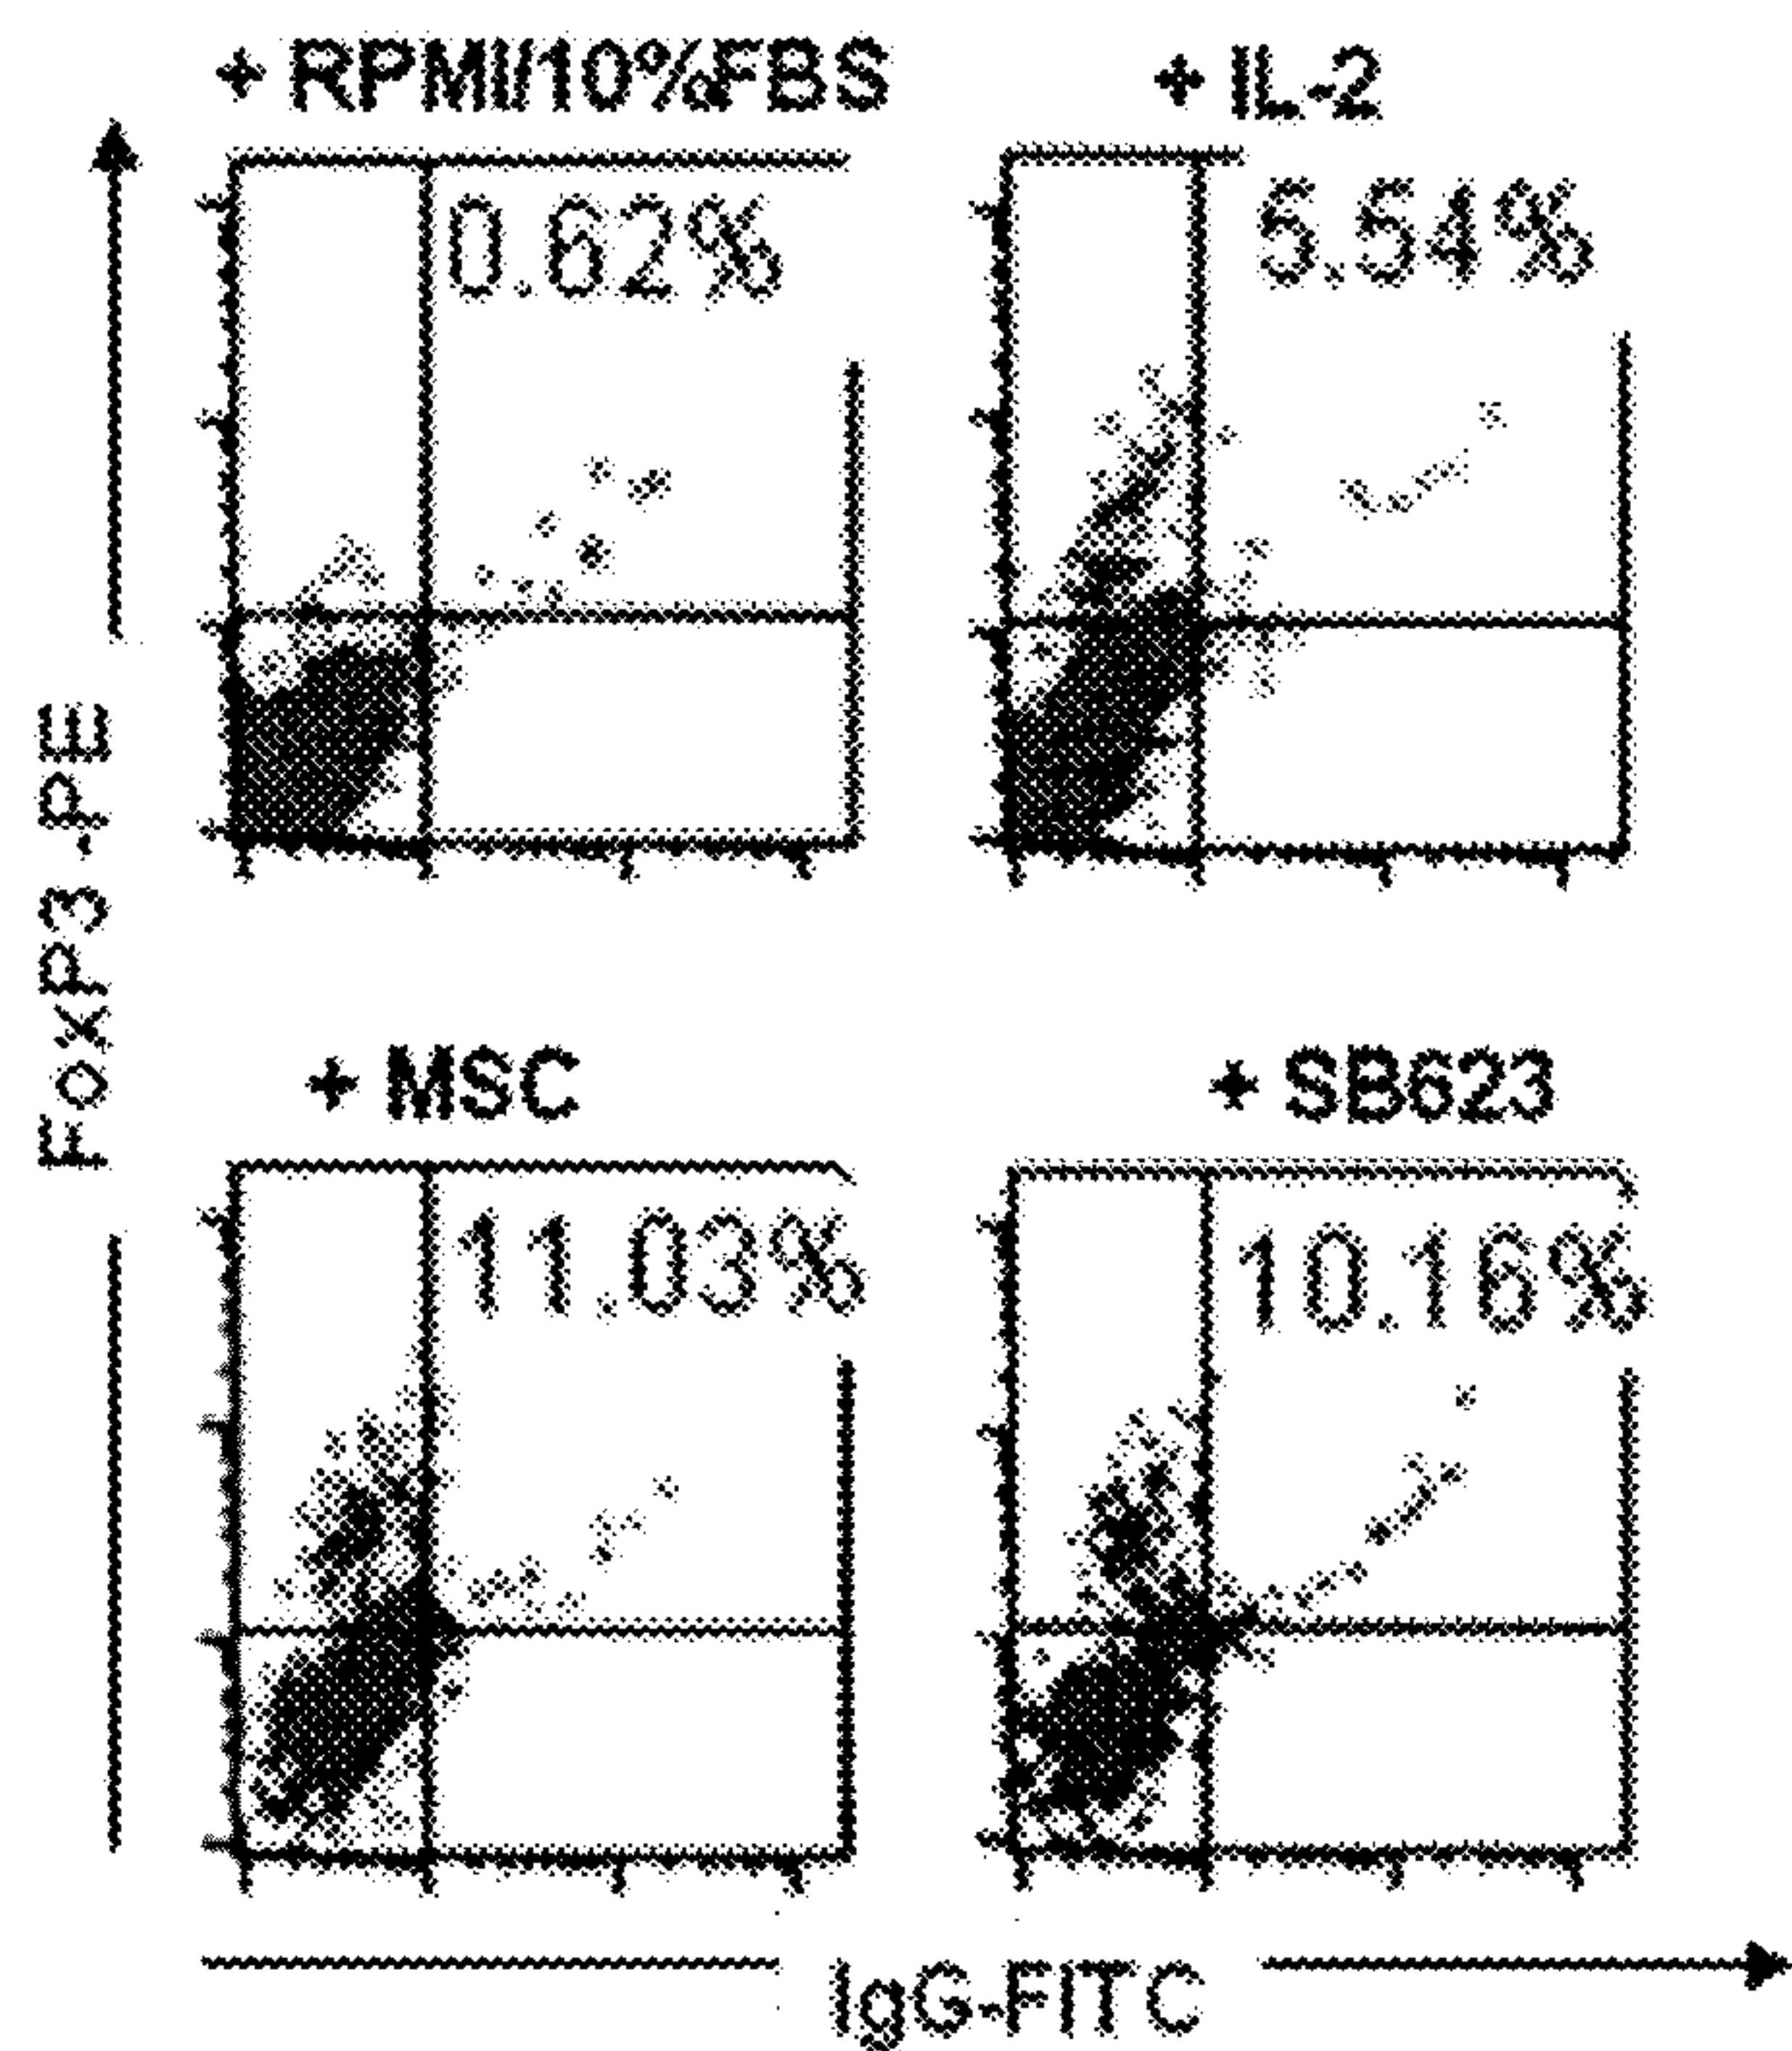 + RPMI/10%FBS
+ IL-2
0.62%
5.54%
FoxP3 -PE
+ MSC
+ SB623
11.03%
10.16%
IgG-FITC